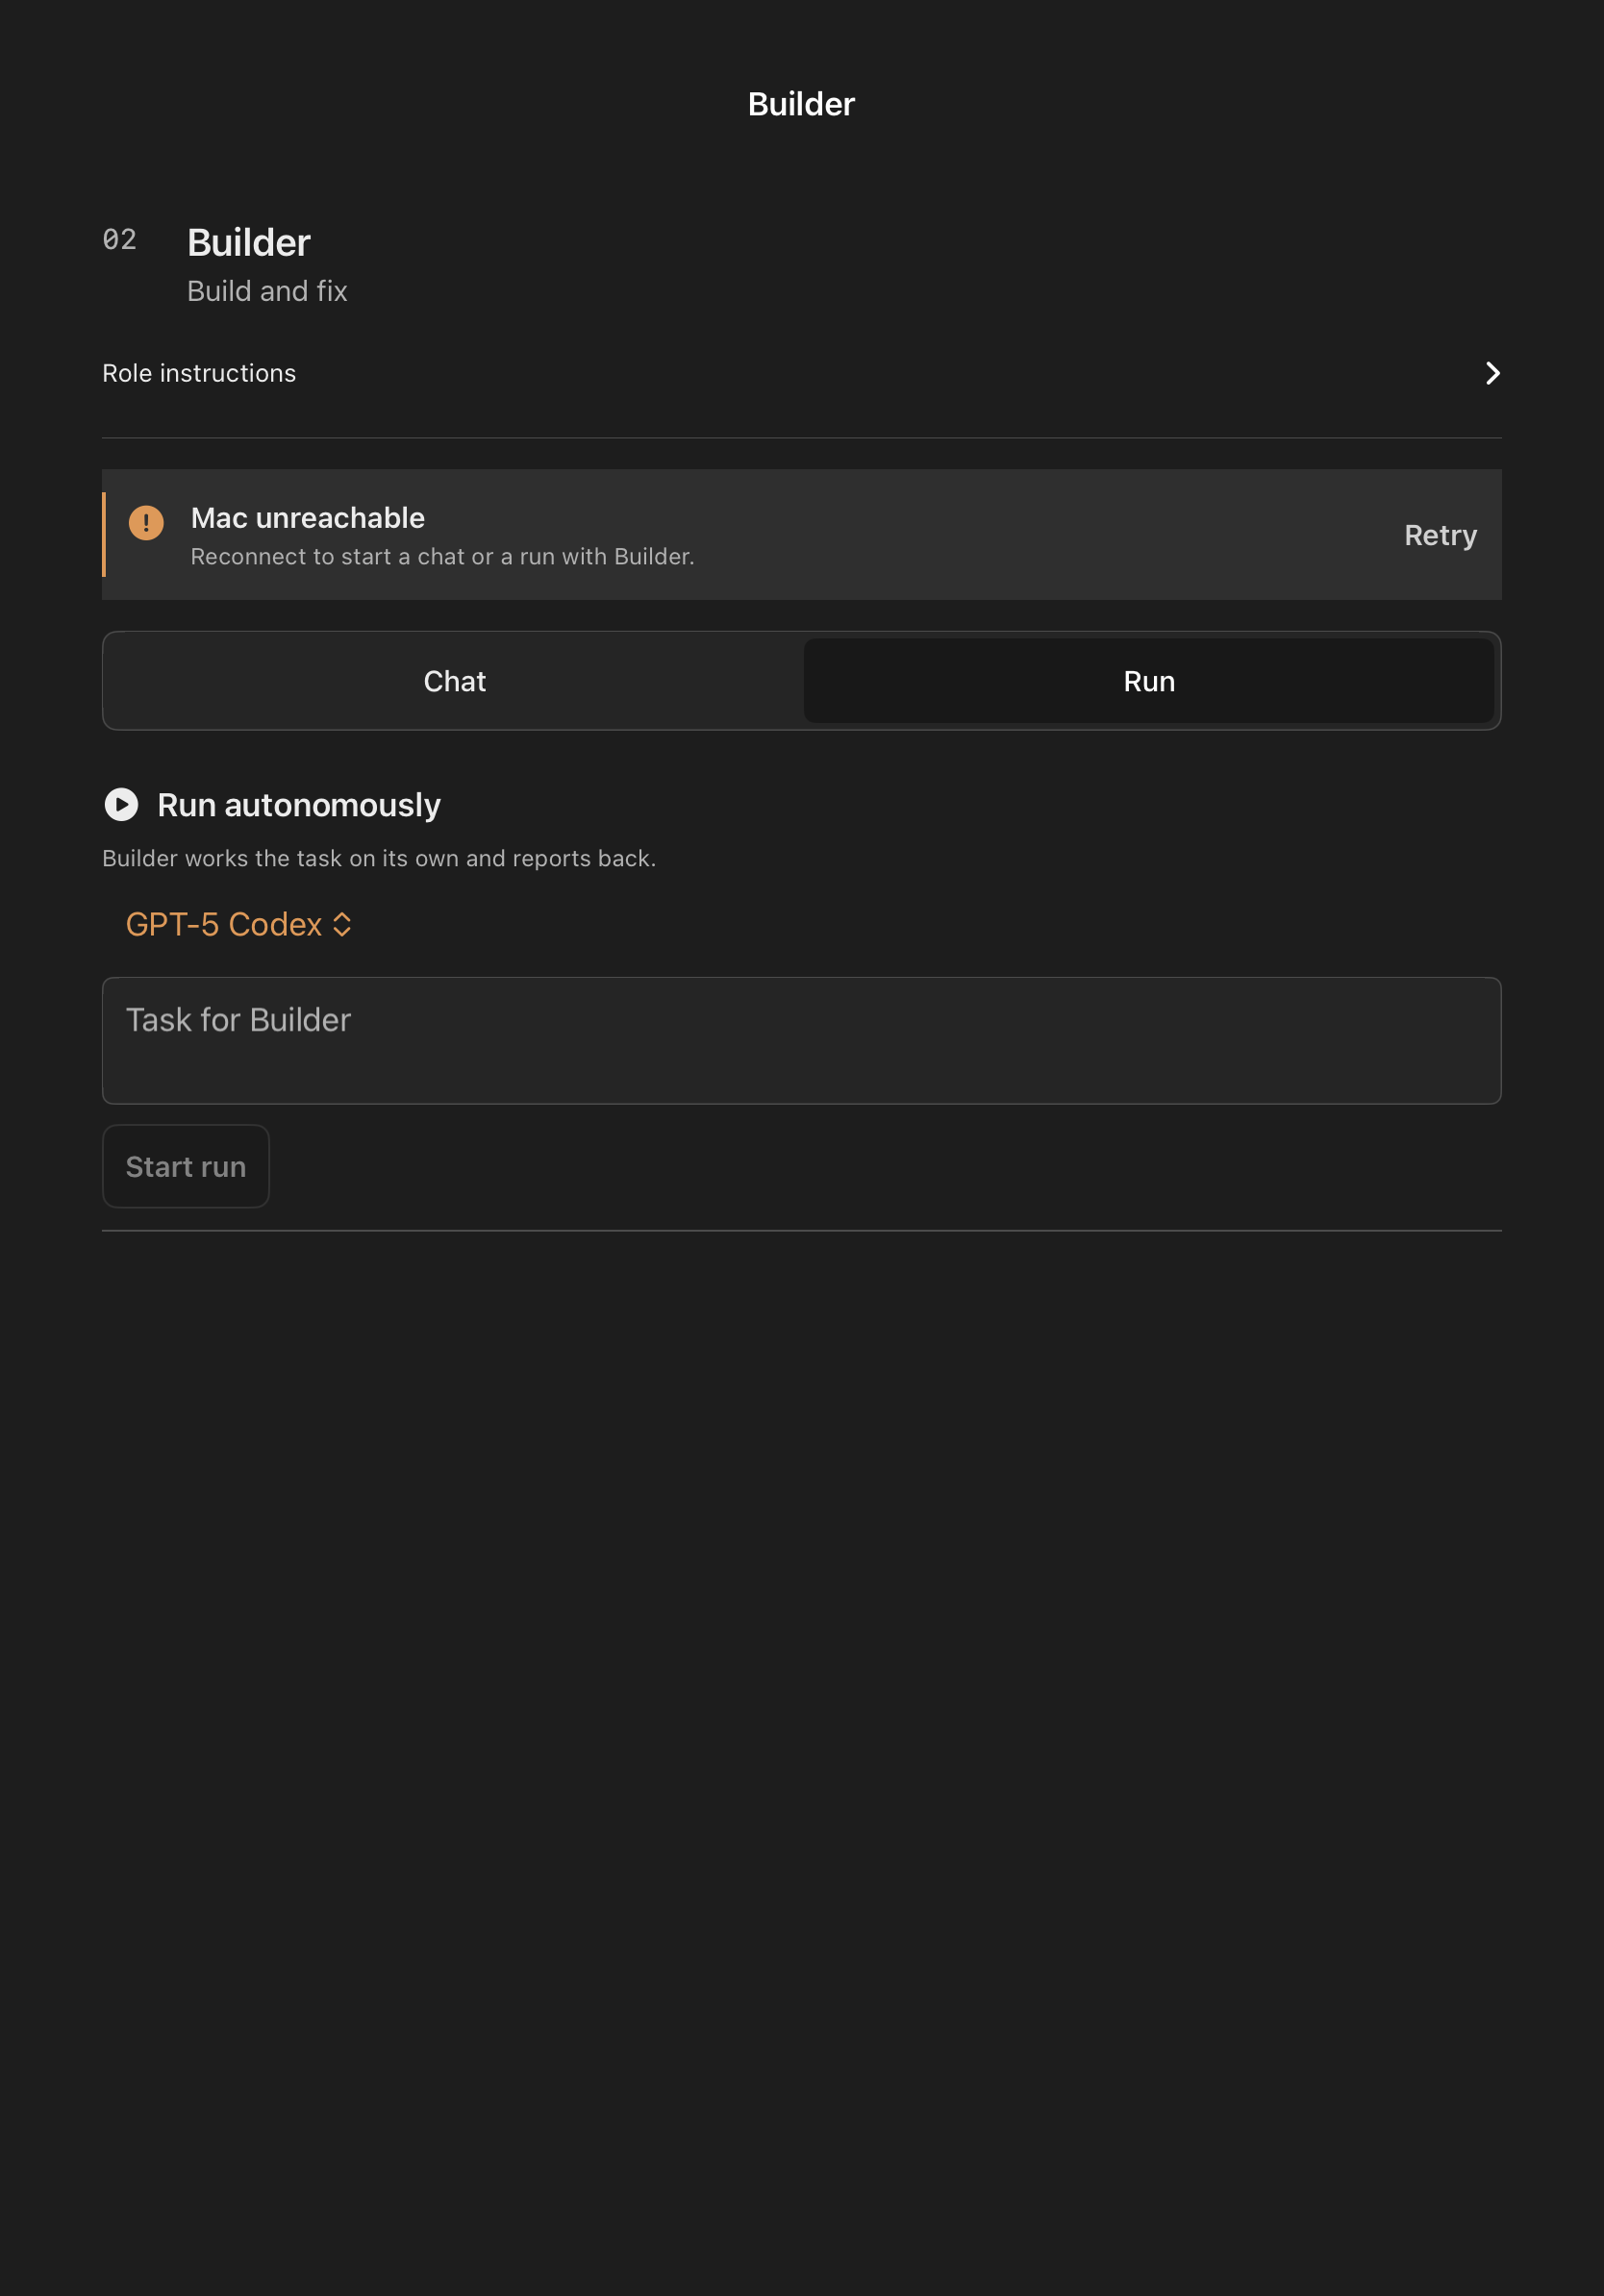 Builder
02
Builder
Build and fix
Role instructions
Mac unreachable
Reconnect to start a chat or a run with Builder.
Retry
Chat
Run
Run autonomously
Builder works the task on its own and reports back.
GPT-5 Codex
Task for Builder
Start run